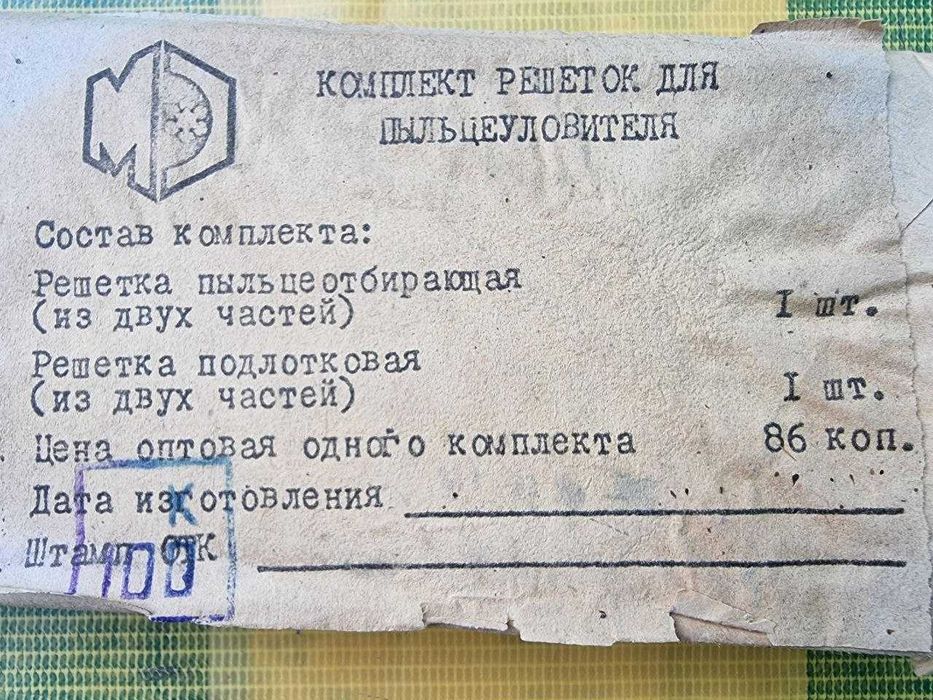 МЭ
КОМПЛЕКТ РЕШЕТОК ДЛЯ
ПЫЛЬЦЕУЛОВИТЕЛЯ
Состав комплекта:
Решетка пыльцеотбирающая
(из двух частей) I шт.
Решетка подлотковая
(из двух частей) I шт.
Цена оптовая одного комплекта 86 коп.
Дата изготовления
Штамп ОТК
К